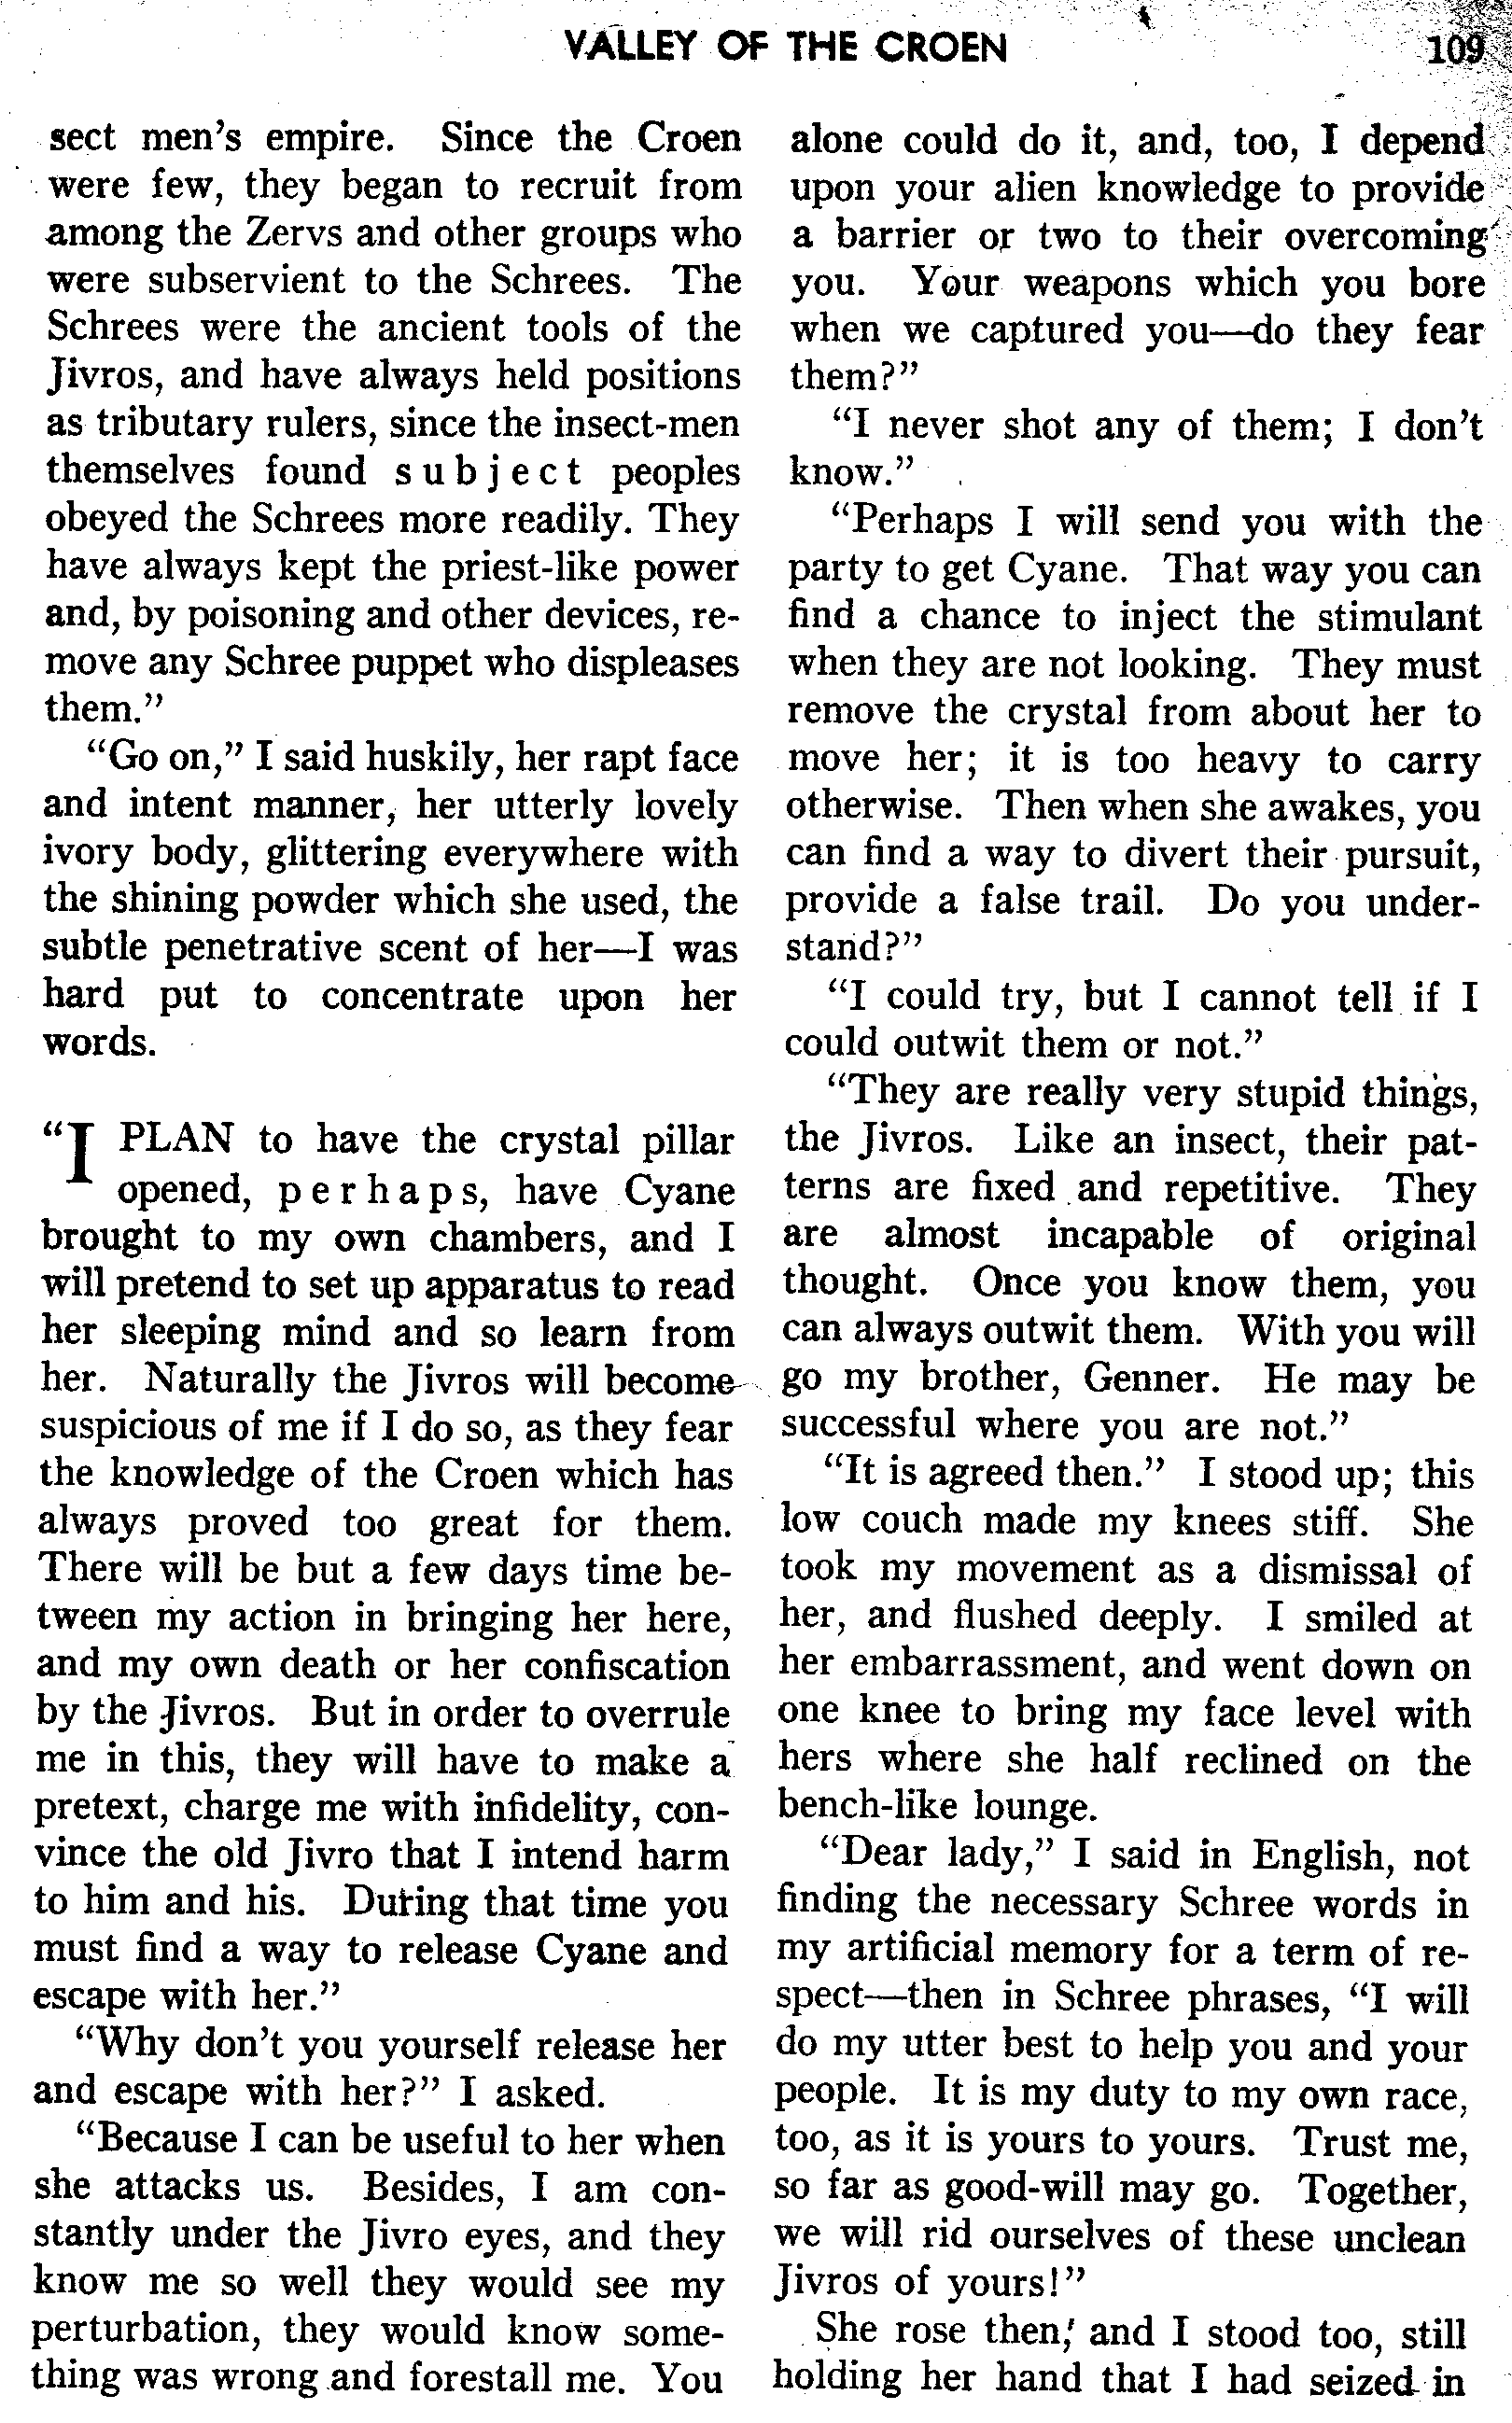 VALLEY OF THE CROEN
109
sect men's empire. Since the Croen
were few, they began to recruit from
among the Zervs and other groups who
were subservient to the Schrees. The
Schrees were the ancient tools of the
Jivros, and have always held positions
as tributary rulers, since the insect-men
themselves found subject peoples
obeyed the Schrees more readily. They
have always kept the priest-like power
and, by poisoning and other devices, re-
move any Schree puppet who displeases
them."
"Go on," I said huskily, her rapt face
and intent manner, her utterly lovely
ivory body, glittering everywhere with
the shining powder which she used, the
subtle penetrative scent of her—I was
hard put to concentrate upon her
words.
"I PLAN to have the crystal pillar
opened, perhaps, have Cyane
brought to my own chambers, and I
will pretend to set up apparatus to read
her sleeping mind and so learn from
her. Naturally the Jivros will become
suspicious of me if I do so, as they fear
the knowledge of the Croen which has
always proved too great for them.
There will be but a few days time be-
tween my action in bringing her here,
and my own death or her confiscation
by the Jivros. But in order to overrule
me in this, they will have to make a
pretext, charge me with infidelity, con-
vince the old Jivro that I intend harm
to him and his. During that time you
must find a way to release Cyane and
escape with her."
"Why don't you yourself release her
and escape with her?" I asked.
"Because I can be useful to her when
she attacks us. Besides, I am con-
stantly under the Jivro eyes, and they
know me so well they would see my
perturbation, they would know some-
thing was wrong and forestall me. You
alone could do it, and, too, I depend
upon your alien knowledge to provide
a barrier or two to their overcoming
you. Your weapons which you bore
when we captured you—do they fear
them?"
"I never shot any of them; I don't
know."
"Perhaps I will send you with the
party to get Cyane. That way you can
find a chance to inject the stimulant
when they are not looking. They must
remove the crystal from about her to
move her; it is too heavy to carry
otherwise. Then when she awakes, you
can find a way to divert their pursuit,
provide a false trail. Do you under-
stand?"
"I could try, but I cannot tell if I
could outwit them or not."
"They are really very stupid things,
the Jivros. Like an insect, their pat-
terns are fixed and repetitive. They
are almost incapable of original
thought. Once you know them, you
can always outwit them. With you will
go my brother, Genner. He may be
successful where you are not."
"It is agreed then." I stood up; this
low couch made my knees stiff. She
took my movement as a dismissal of
her, and flushed deeply. I smiled at
her embarrassment, and went down on
one knee to bring my face level with
hers where she half reclined on the
bench-like lounge.
"Dear lady," I said in English, not
finding the necessary Schree words in
my artificial memory for a term of re-
spect—then in Schree phrases, "I will
do my utter best to help you and your
people. It is my duty to my own race,
too, as it is yours to yours. Trust me,
so far as good-will may go. Together,
we will rid ourselves of these unclean
Jivros of yours!"
She rose then, and I stood too, still
holding her hand that I had seized in